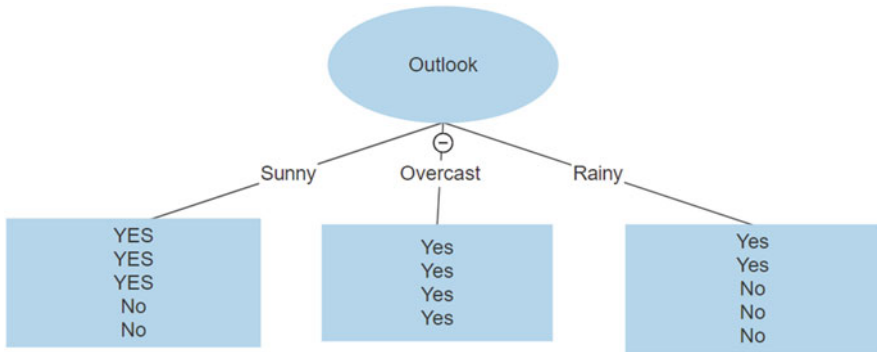 Outlook
Sunny
Overcast
Rainy
YES
YES
YES
No
No
Yes
Yes
Yes
Yes
Yes
Yes
No
No
No